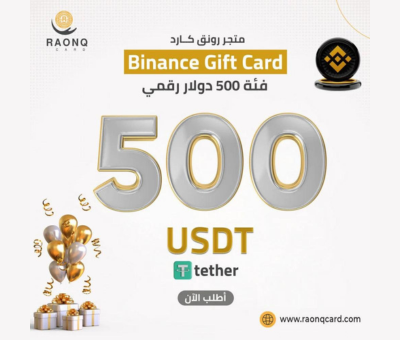 RAONQ
CARD
متجر رونق كارد
Binance Gift Card
فئة 500 دولار رقمي
500
USDT
tether
أطلب الآن
www.raonqcard.com